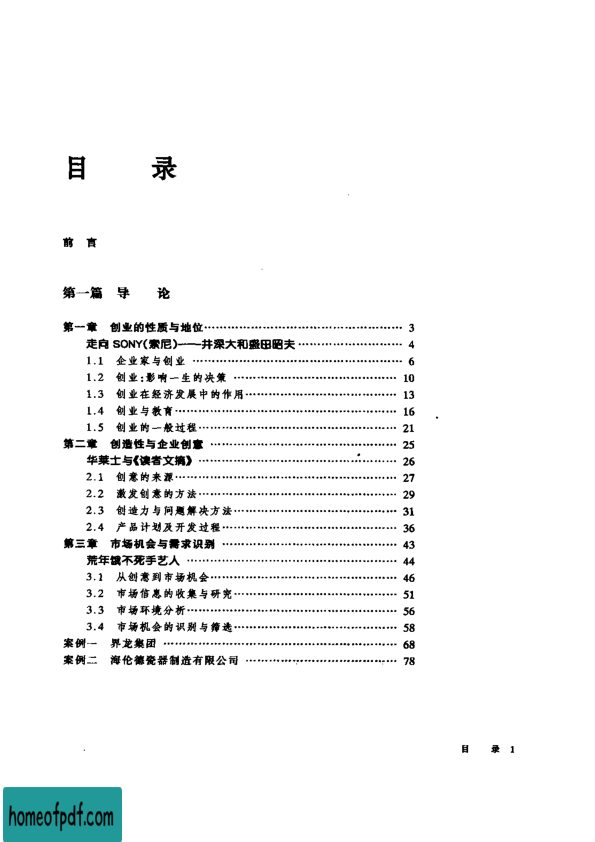 目 录
前 言
第一篇 导 论
第一章 创业的性质与地位…………………………………………… 3
走向 SONY(索尼)——井深大和盛田昭夫…………………… 4
1.1 企业家与创业 …………………………………………… 6
1.2 创业:影响一生的决策 ………………………………… 10
1.3 创业在经济发展中的作用……………………………… 13
1.4 创业与教育……………………………………………… 16
1.5 创业的一般过程………………………………………… 21
第二章 创造性与企业创意 ……………………………………… 25
华莱士与《读者文摘》………………………………………… 26
2.1 创意的来源……………………………………………… 27
2.2 激发创意的方法………………………………………… 29
2.3 创造力与问题解决方法………………………………… 31
2.4 产品计划及开发过程…………………………………… 36
第三章 市场机会与需求识别 …………………………………… 43
荒年饿不死手艺人 …………………………………………… 44
3.1 从创意到市场机会……………………………………… 46
3.2 市场信息的收集与研究………………………………… 51
3.3 市场环境分析…………………………………………… 56
3.4 市场机会的识别与筛选………………………………… 58
案例一 界龙集团 ………………………………………………… 68
案例二 海伦德瓷器制造有限公司 ……………………………… 78
目 录 1
homeofpdf.com